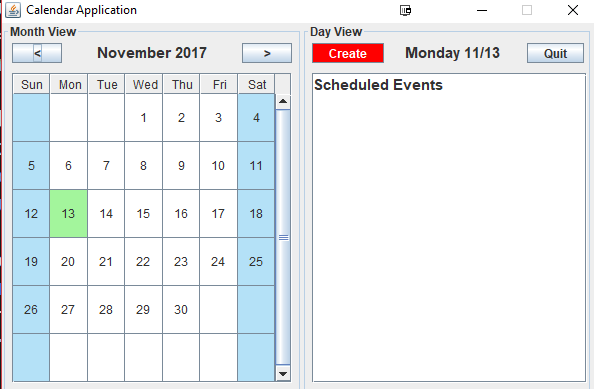 Calendar Application
Month View
< November 2017 >
Sun Mon Tue Wed Thu Fri Sat
1 2 3 4
5 6 7 8 9 10 11
12 13 14 15 16 17 18
19 20 21 22 23 24 25
26 27 28 29 30
Day View
Create Monday 11/13 Quit
Scheduled Events